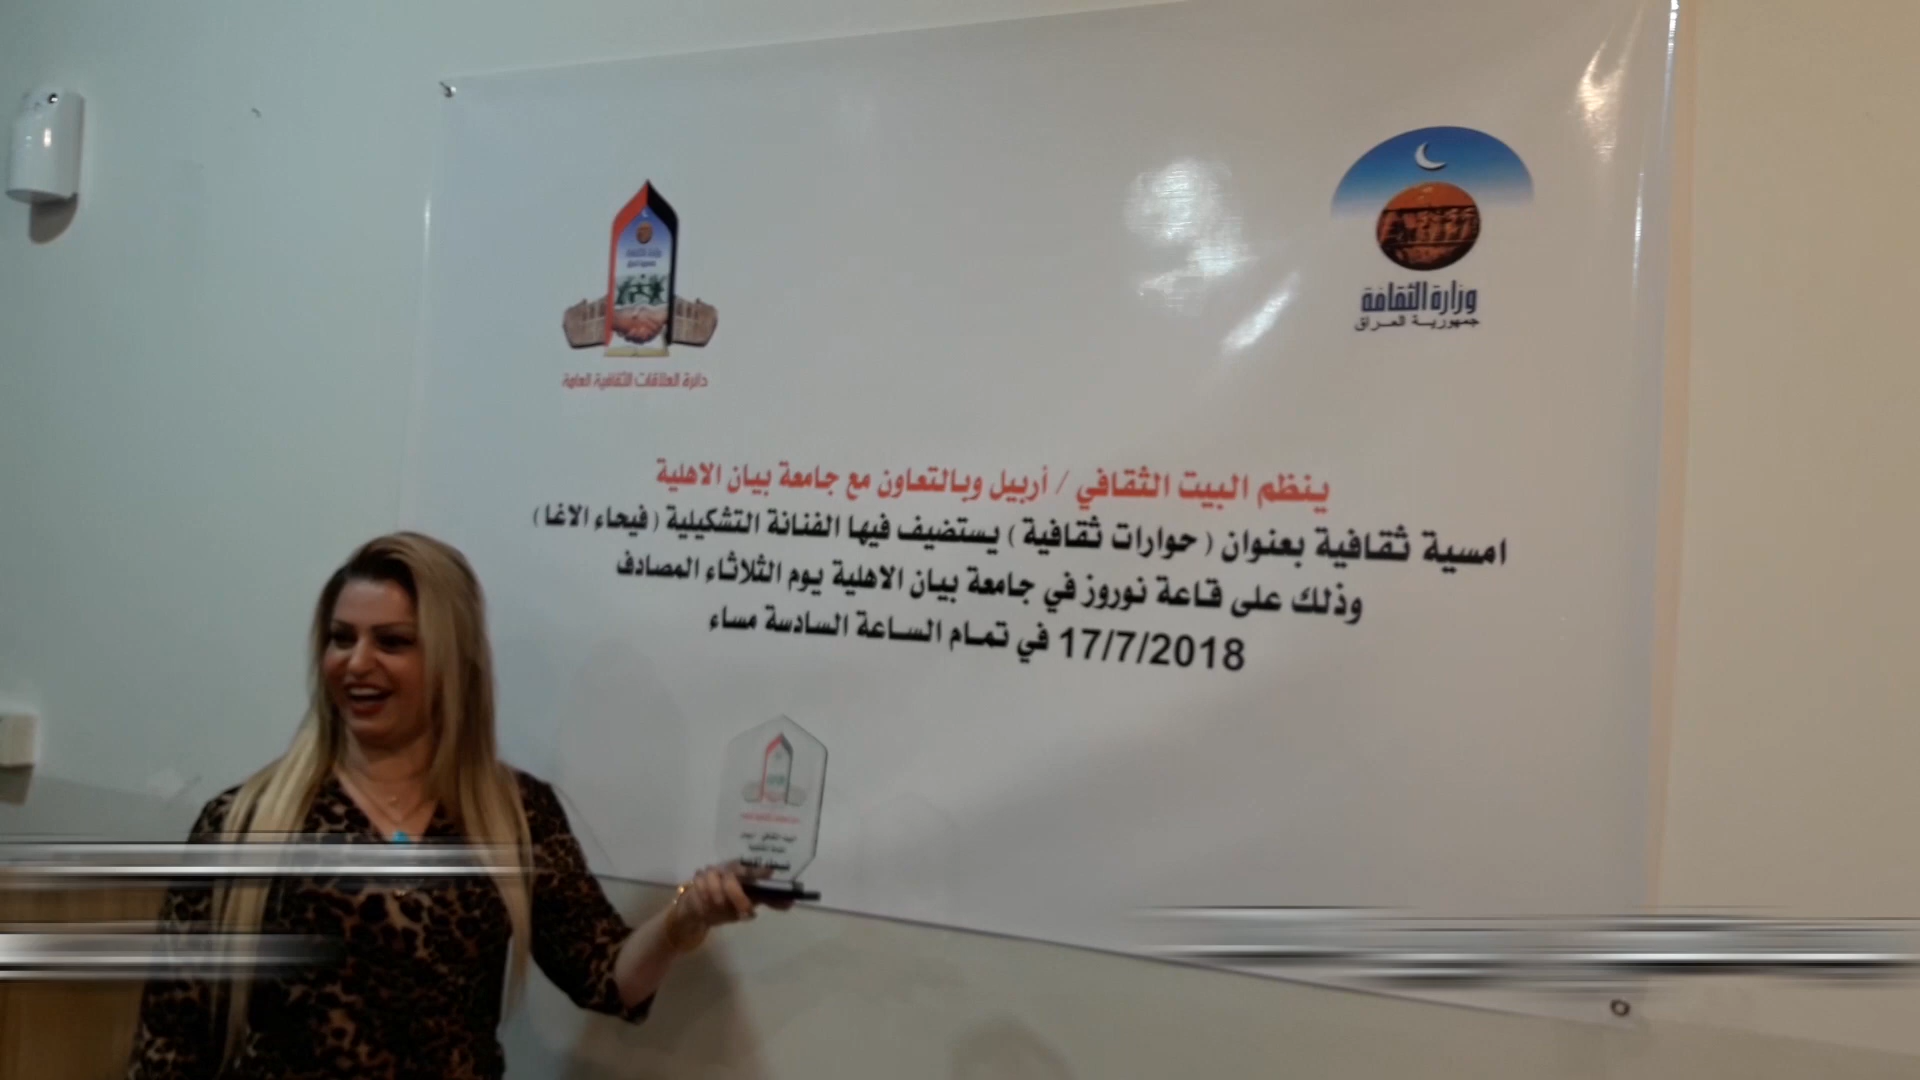 وزارة الثقافة
جمهورية العراق
دائرة العلاقات الثقافية العامة
ينظم البيت الثقافي / أربيل وبالتعاون مع جامعة بيان الاهلية
امسية ثقافية بعنوان ( حوارات ثقافية ) يستضيف فيها الفنانة التشكيلية ( فيحاء الاغا )
وذلك على قاعة نوروز في جامعة بيان الاهلية يوم الثلاثاء المصادف
17/7/2018 في تمام الساعة السادسة مساء